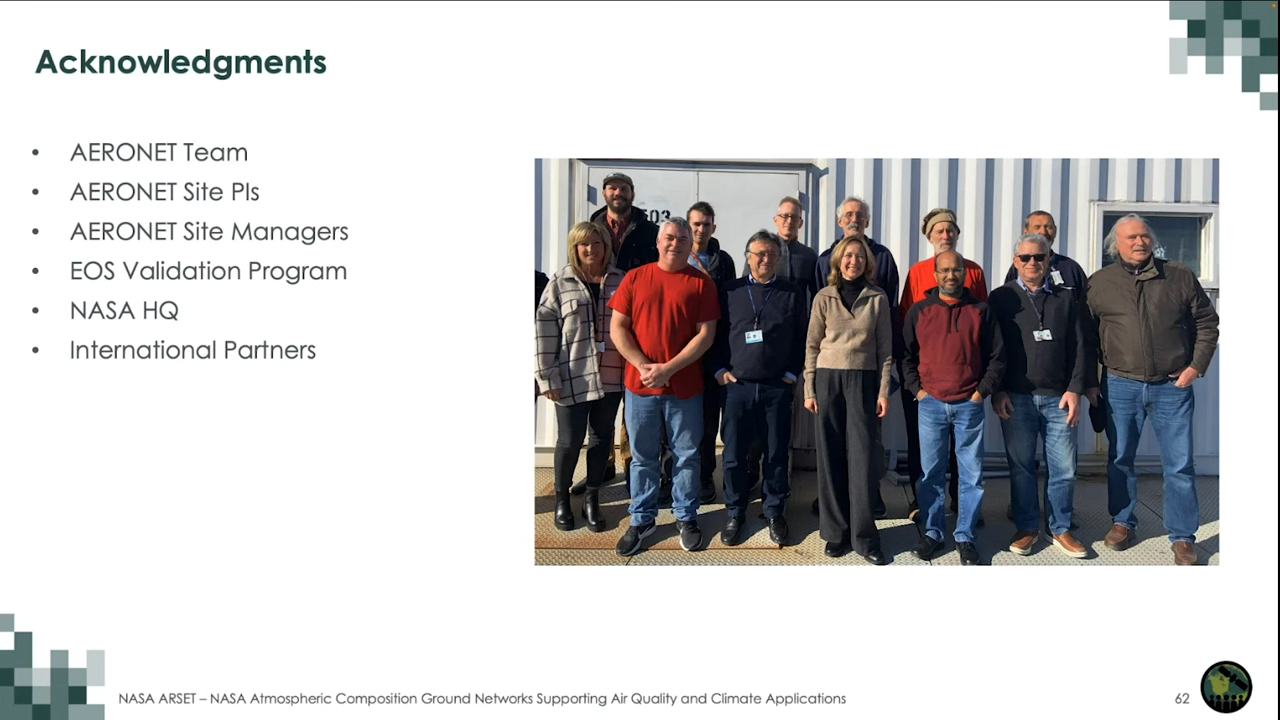 Acknowledgments
• AERONET Team
• AERONET Site PIs
• AERONET Site Managers
• EOS Validation Program
• NASA HQ
• International Partners
503
NASA ARSET – NASA Atmospheric Composition Ground Networks Supporting Air Quality and Climate Applications
62